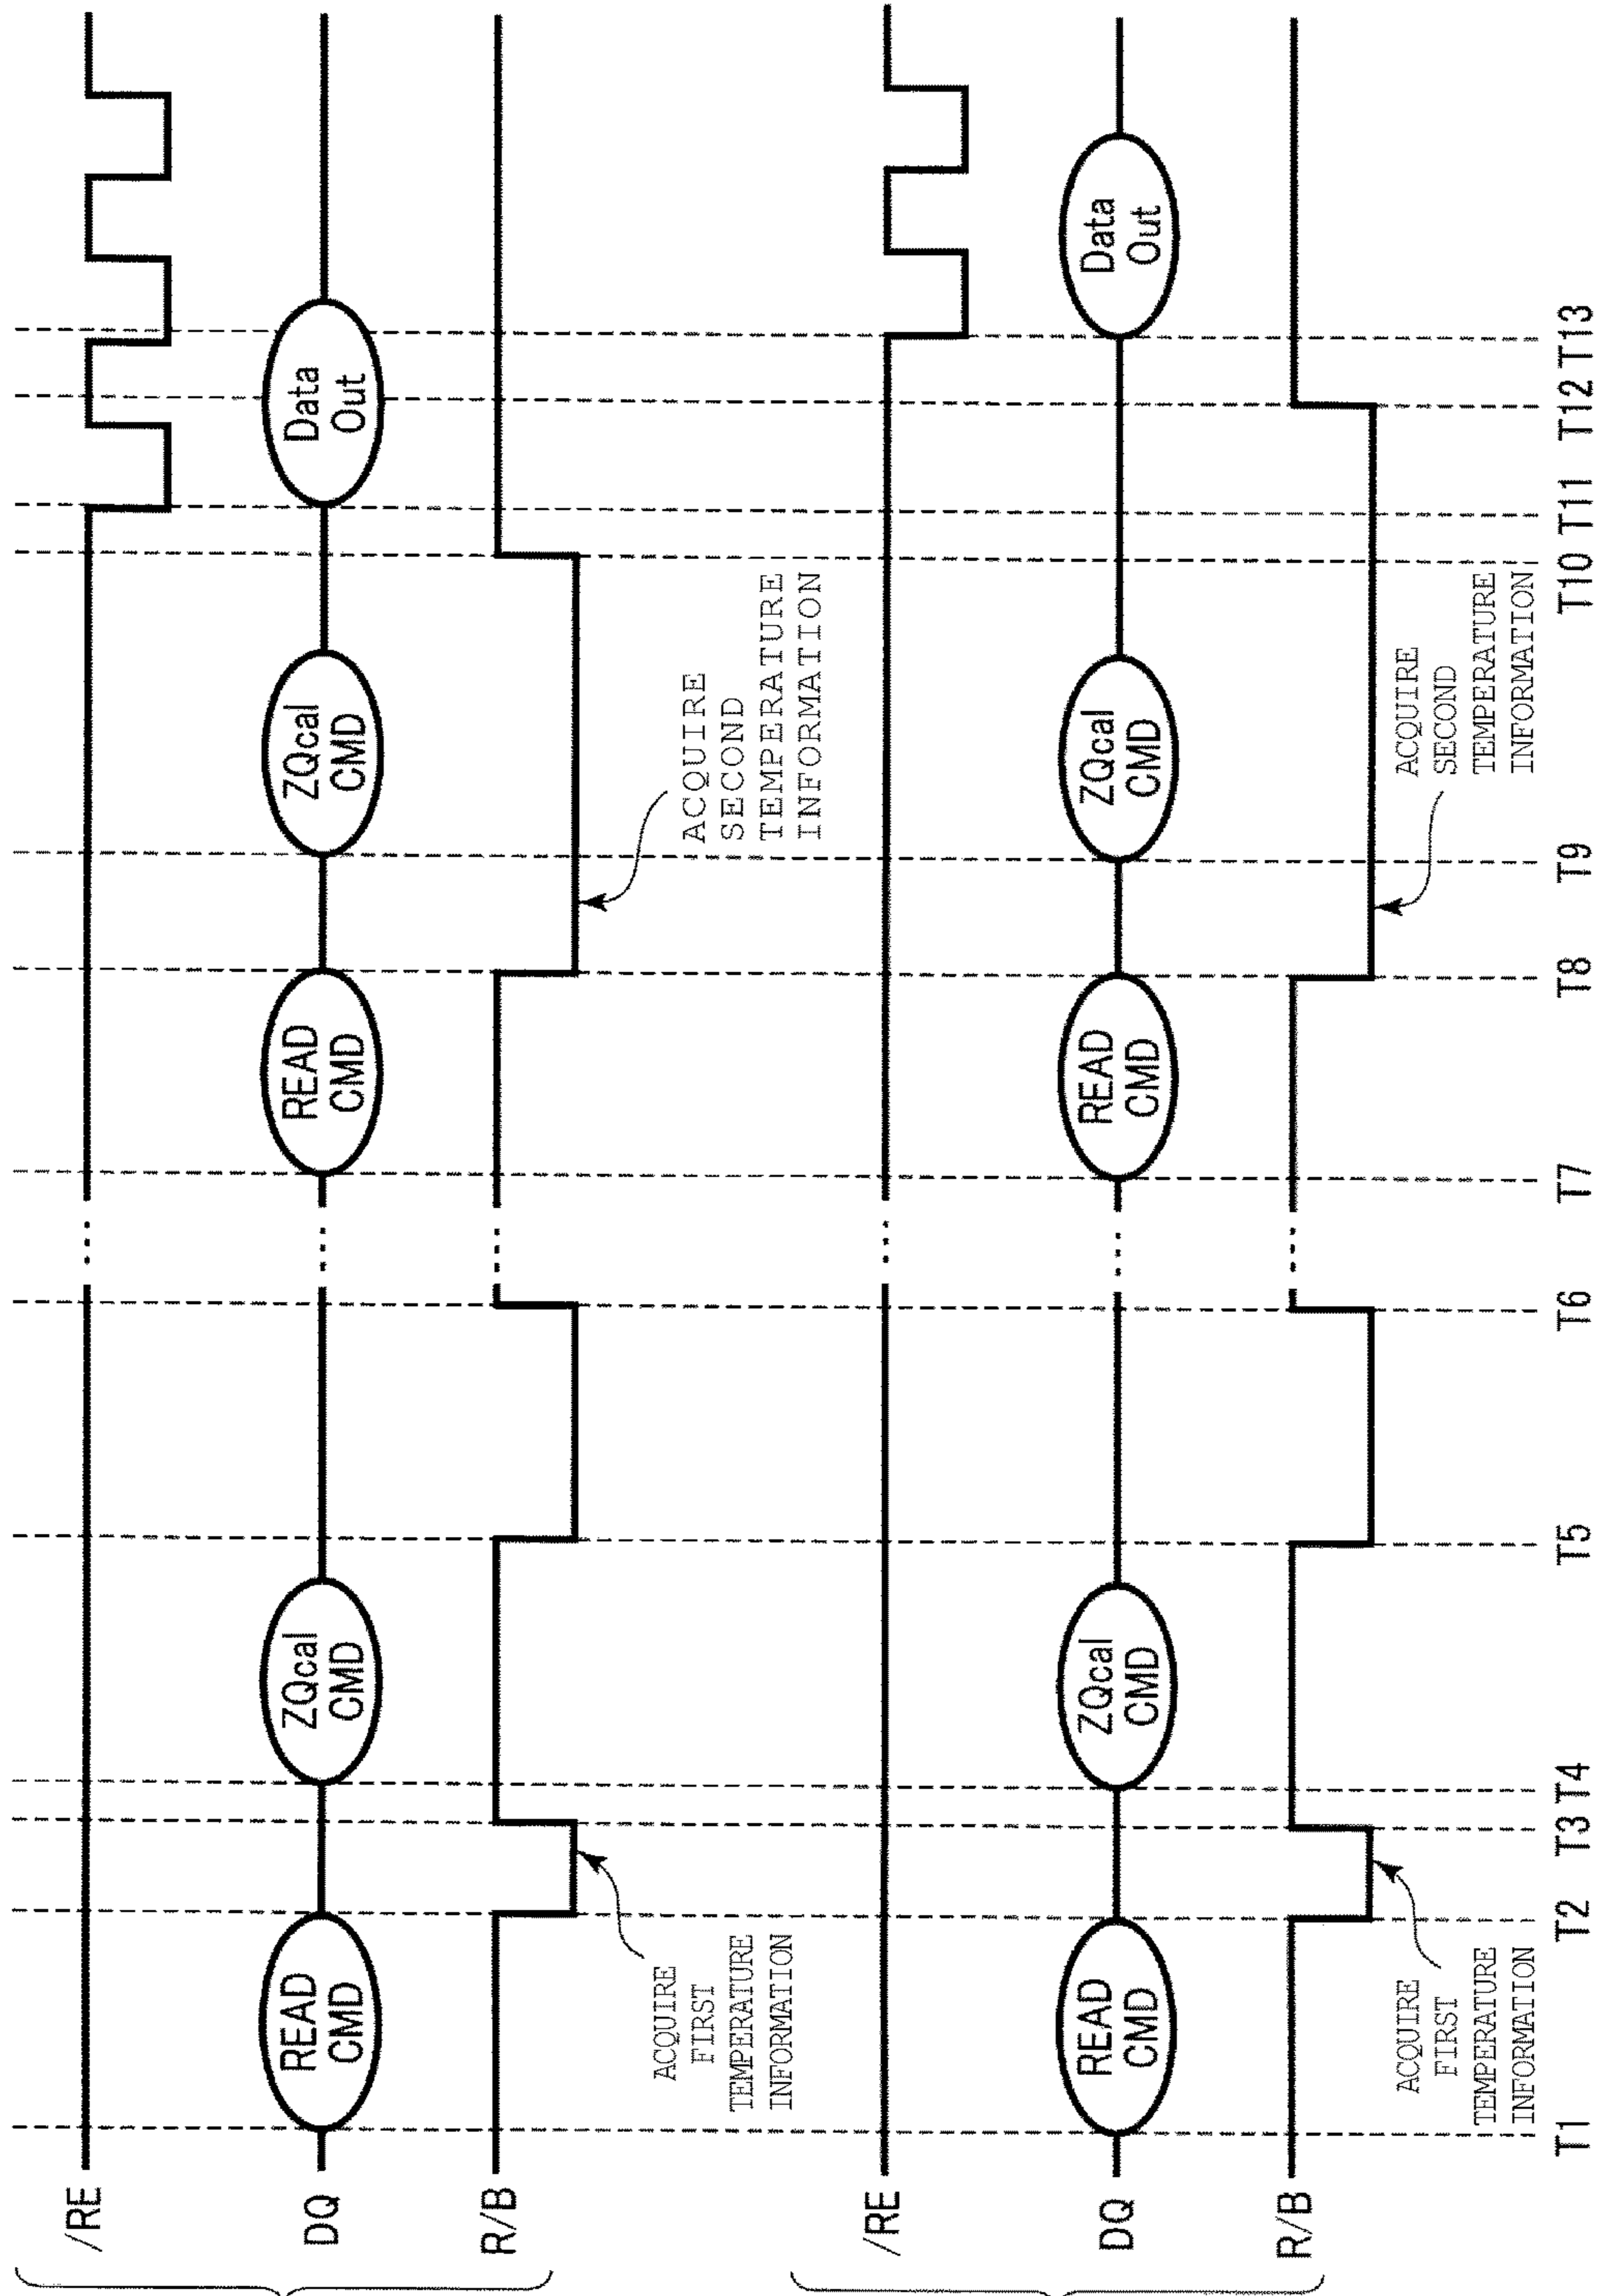 /RE
DQ
READ
CMD
ZQcal
CMD
...
READ
CMD
ZQcal
CMD
Data
Out
R/B
ACQUIRE
FIRST
TEMPERATURE
INFORMATION
ACQUIRE
SECOND
TEMPERATURE
INFORMATION
/RE
DQ
READ
CMD
ZQcal
CMD
...
READ
CMD
ZQcal
CMD
Data
Out
R/B
ACQUIRE
FIRST
TEMPERATURE
INFORMATION
ACQUIRE
SECOND
TEMPERATURE
INFORMATION
T1 T2 T3 T4 T5 T6 T7 T8 T9 T10 T11 T12 T13